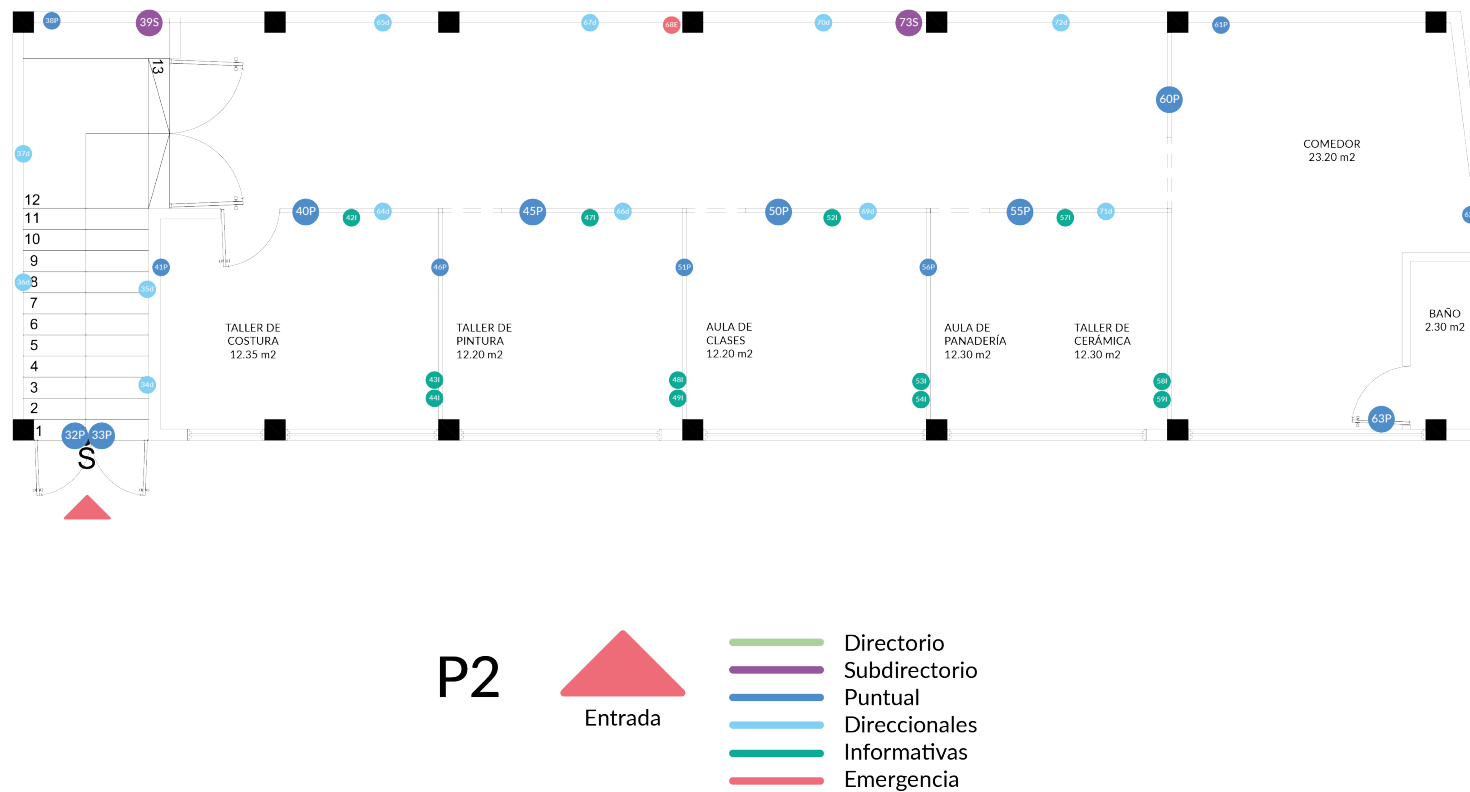 38P
39S
65d
67d
68E
70d
73S
72d
61P
13
60P
37d
COMEDOR
23.20 m2
12
11
10
9
8
7
6
5
4
3
2
1
40P
42I
64d
45P
47I
66d
50P
52I
69d
55P
57I
71d
41P
46P
51P
56P
36d
35d
34d
TALLER DE
COSTURA
12.35 m2
TALLER DE
PINTURA
12.20 m2
AULA DE
CLASES
12.20 m2
AULA DE
PANADERÍA
12.30 m2
TALLER DE
CERÁMICA
12.30 m2
BAÑO
2.30 m2
43I
44I
48I
49I
53I
54I
58I
59I
63P
32P
33P
S
P2
Entrada
Directorio
Subdirectorio
Puntual
Direccionales
Informativas
Emergencia